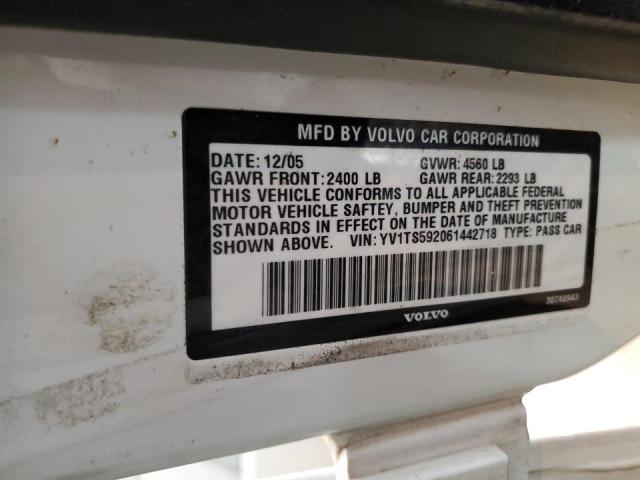 MFD BY VOLVO CAR CORPORATION
DATE: 12/05 GVWR: 4560 LB
GAWR FRONT: 2400 LB GAWR REAR: 2293 LB
THIS VEHICLE CONFORMS TO ALL APPLICABLE FEDERAL
MOTOR VEHICLE SAFTEY, BUMPER AND THEFT PREVENTION
STANDARDS IN EFFECT ON THE DATE OF MANUFACTURE
SHOWN ABOVE. VIN: YV1TS592061442718 TYPE: PASS CAR
30748943
VOLVO